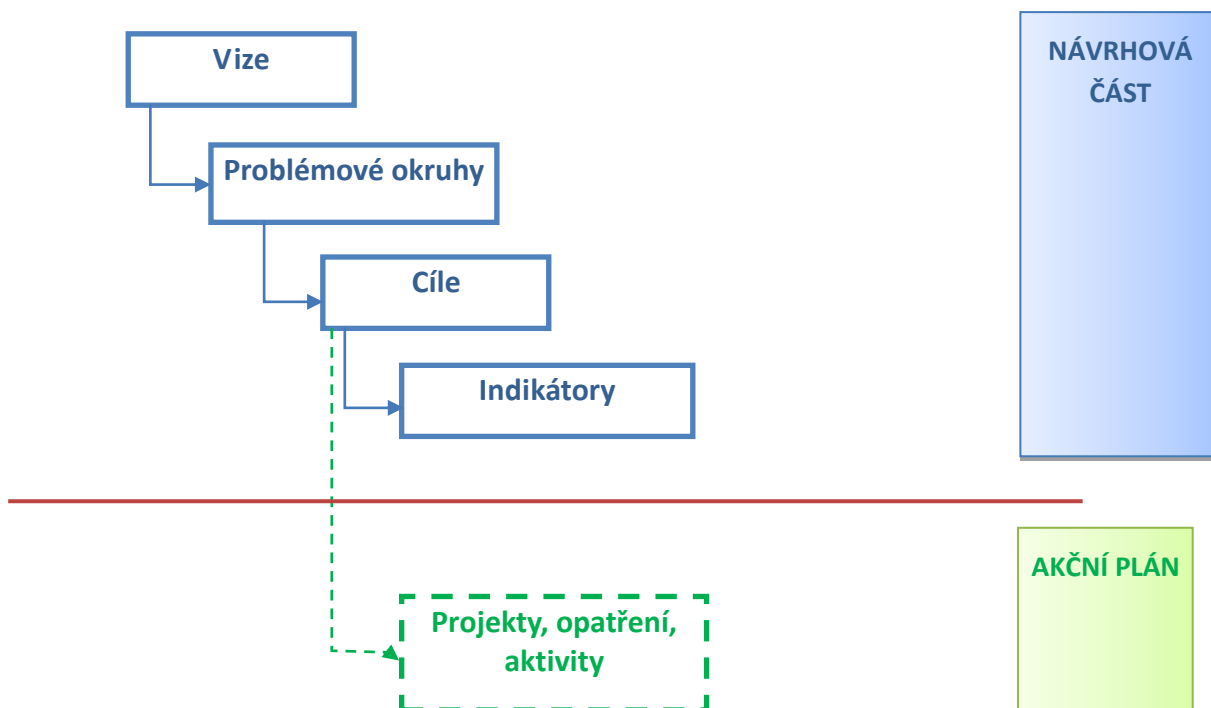 Vize
NÁVRHOVÁ
ČÁST
Problémové okruhy
Cíle
Indikátory
AKČNÍ PLÁN
Projekty, opatření,
aktivity